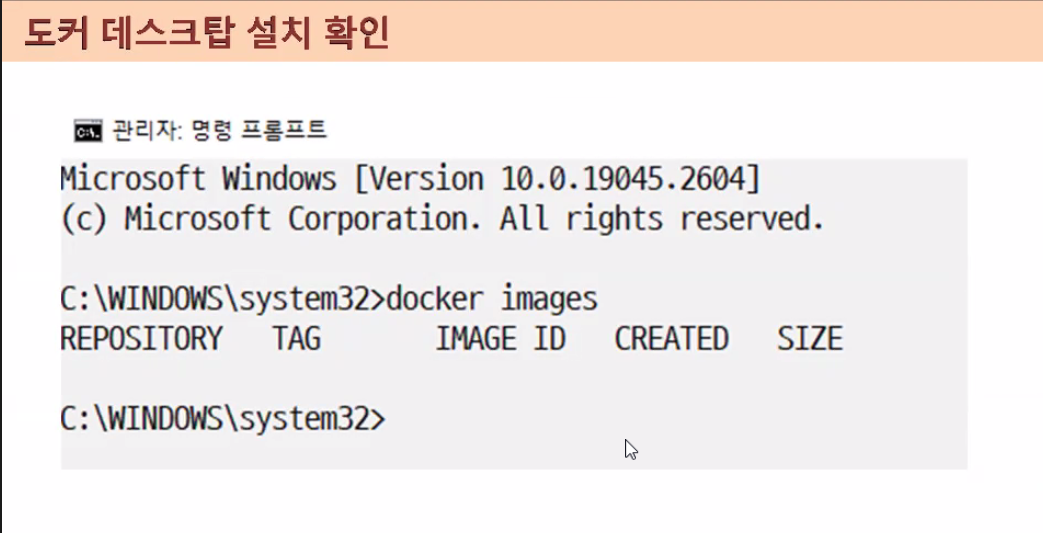 도커 데스크탑 설치 확인
C:\. 관리자: 명령 프롬프트
Microsoft Windows [Version 10.0.19045.2604]
(c) Microsoft Corporation. All rights reserved.
C:\WINDOWS\system32>docker images
REPOSITORY TAG IMAGE ID CREATED SIZE
C:\WINDOWS\system32>